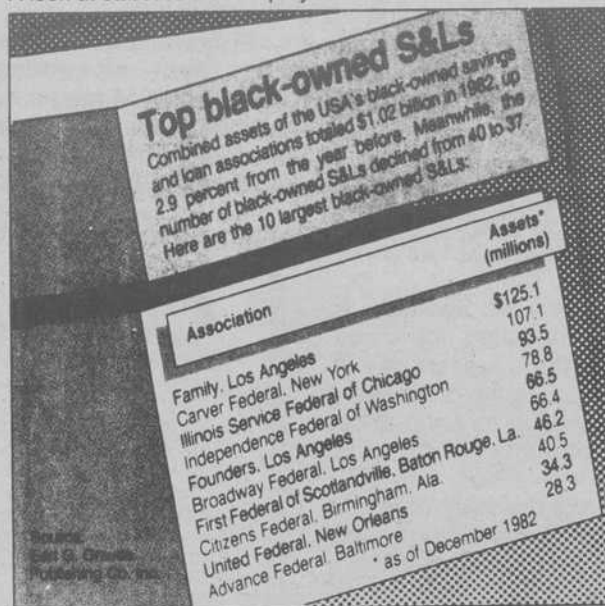 Top black-owned S&Ls
Combined assets of the USA's black-owned savings
and loan associations totaled $1.02 billion in 1982, up
2.9 percent from the year before. Meanwhile, the
number of black-owned S&Ls declined from 40 to 37.
Here are the 10 largest black-owned S&Ls:
Association Assets*
(millions)
Family, Los Angeles $125.1
Carver Federal, New York 107.1
Illinois Service Federal of Chicago 93.5
Independence Federal of Washington 78.8
Founders, Los Angeles 66.5
Broadway Federal, Los Angeles 66.4
First Federal of Scotlandville, Baton Rouge, La. 46.2
Citizens Federal, Birmingham, Ala. 40.5
United Federal, New Orleans 34.3
Advance Federal, Baltimore 28.3
* as of December 1982
Source:
Earl G. Graves
Publishing Co. Inc.